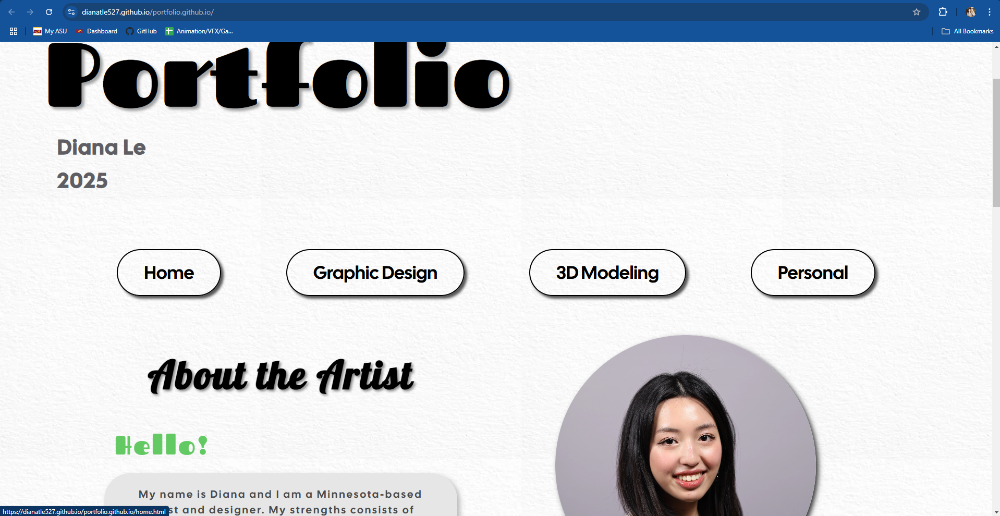 dianatle527.github.io/portfolio.github.io/
ASU My ASU Dashboard GitHub Animation/VFX/Ga... All Bookmarks
Portfolio
Diana Le
2025
Home Graphic Design 3D Modeling Personal
About the Artist
Hello!
My name is Diana and I am a Minnesota-based
st and designer. My strengths consists of
https://dianatle527.github.io/portfolio.github.io/home.html